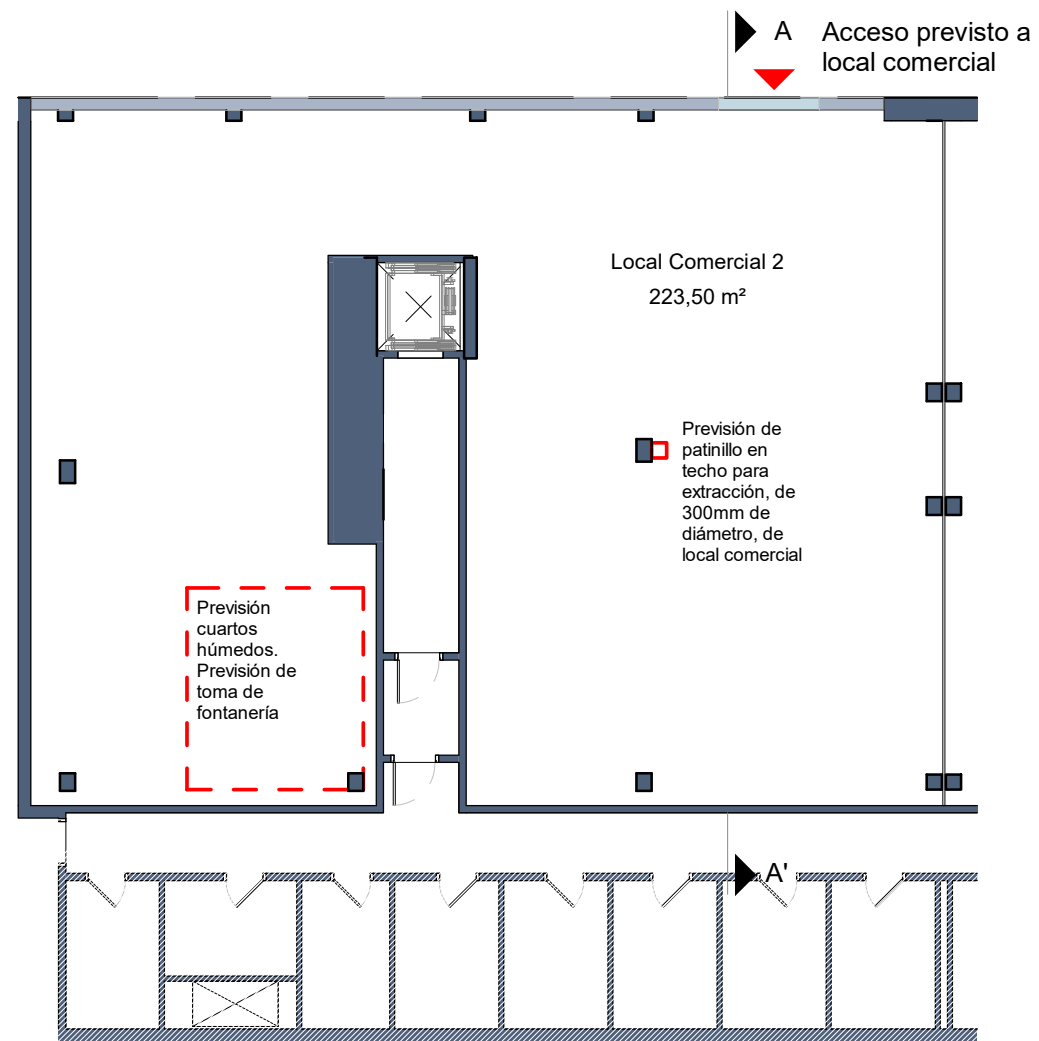 A
Acceso previsto a
local comercial
Local Comercial 2
223,50 m²
Previsión de
patinillo en
techo para
extracción, de
300mm de
diámetro, de
local comercial
Previsión
cuartos
húmedos.
Previsión de
toma de
fontanería
A'